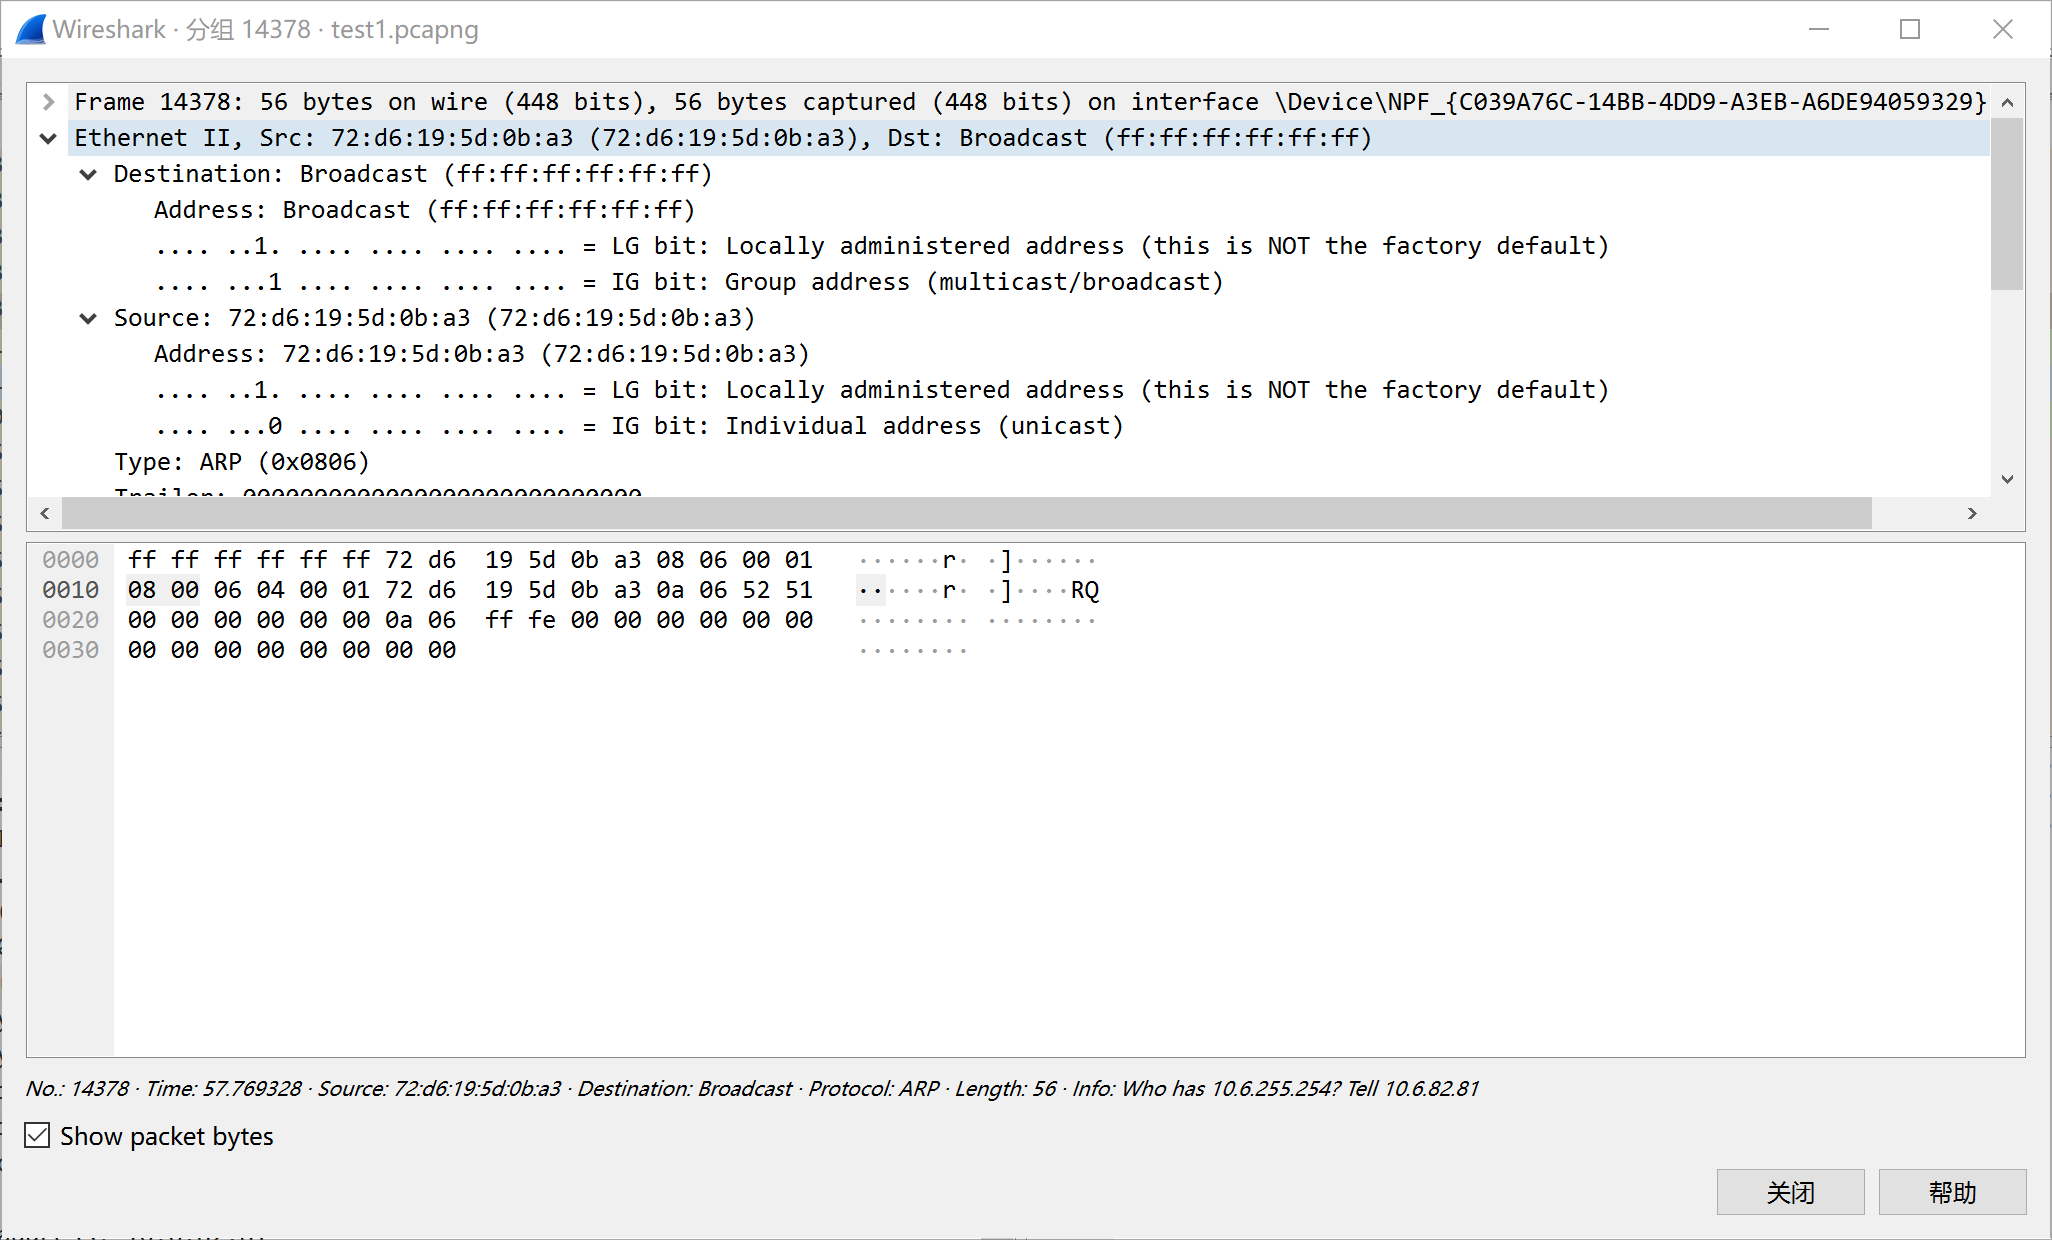 Wireshark · 分组 14378 · test1.pcapng
Frame 14378: 56 bytes on wire (448 bits), 56 bytes captured (448 bits) on interface \Device\NPF_{C039A76C-14BB-4DD9-A3EB-A6DE94059329}
Ethernet II, Src: 72:d6:19:5d:0b:a3 (72:d6:19:5d:0b:a3), Dst: Broadcast (ff:ff:ff:ff:ff:ff)
Destination: Broadcast (ff:ff:ff:ff:ff:ff)
Address: Broadcast (ff:ff:ff:ff:ff:ff)
.... ..1. .... .... .... .... = LG bit: Locally administered address (this is NOT the factory default)
.... ...1 .... .... .... .... = IG bit: Group address (multicast/broadcast)
Source: 72:d6:19:5d:0b:a3 (72:d6:19:5d:0b:a3)
Address: 72:d6:19:5d:0b:a3 (72:d6:19:5d:0b:a3)
.... ..1. .... .... .... .... = LG bit: Locally administered address (this is NOT the factory default)
.... ...0 .... .... .... .... = IG bit: Individual address (unicast)
Type: ARP (0x0806)
Trailer: 0000000000000000000000000000
0000 ff ff ff ff ff ff 72 d6 19 5d 0b a3 08 06 00 01 ······r· ·]······
0010 08 00 06 04 00 01 72 d6 19 5d 0b a3 0a 06 52 51 ······r· ·]····RQ
0020 00 00 00 00 00 00 0a 06 ff fe 00 00 00 00 00 00 ········ ········
0030 00 00 00 00 00 00 00 00 ········
No.: 14378 · Time: 57.769328 · Source: 72:d6:19:5d:0b:a3 · Destination: Broadcast · Protocol: ARP · Length: 56 · Info: Who has 10.6.255.254? Tell 10.6.82.81
Show packet bytes
关闭 帮助